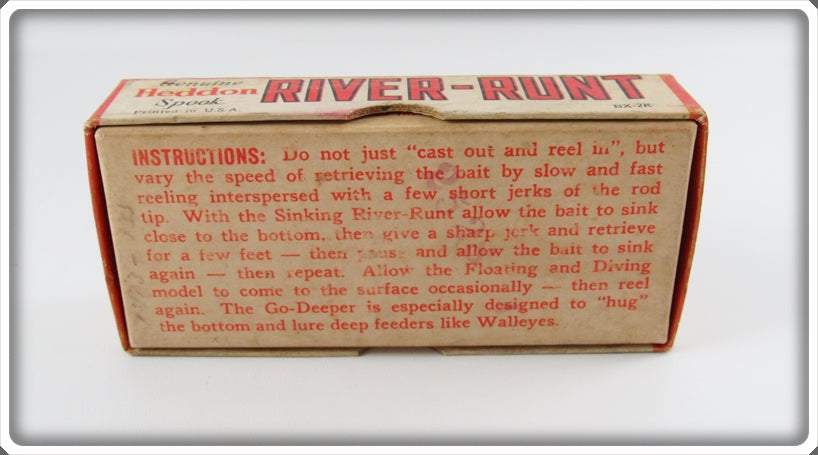 Genuine
Heddon
Spook
Printed in U.S.A.
RIVER-RUNT
BX-2R
INSTRUCTIONS: Do not just "cast out and reel in", but
vary the speed of retrieving the bait by slow and fast
reeling interspersed with a few short jerks of the rod
tip. With the Sinking River-Runt allow the bait to sink
close to the bottom, then give a sharp jerk and retrieve
for a few feet — then pause and allow the bait to sink
again — then repeat. Allow the Floating and Diving
model to come to the surface occasionally — then reel
again. The Go-Deeper is especially designed to "hug"
the bottom and lure deep feeders like Walleyes.